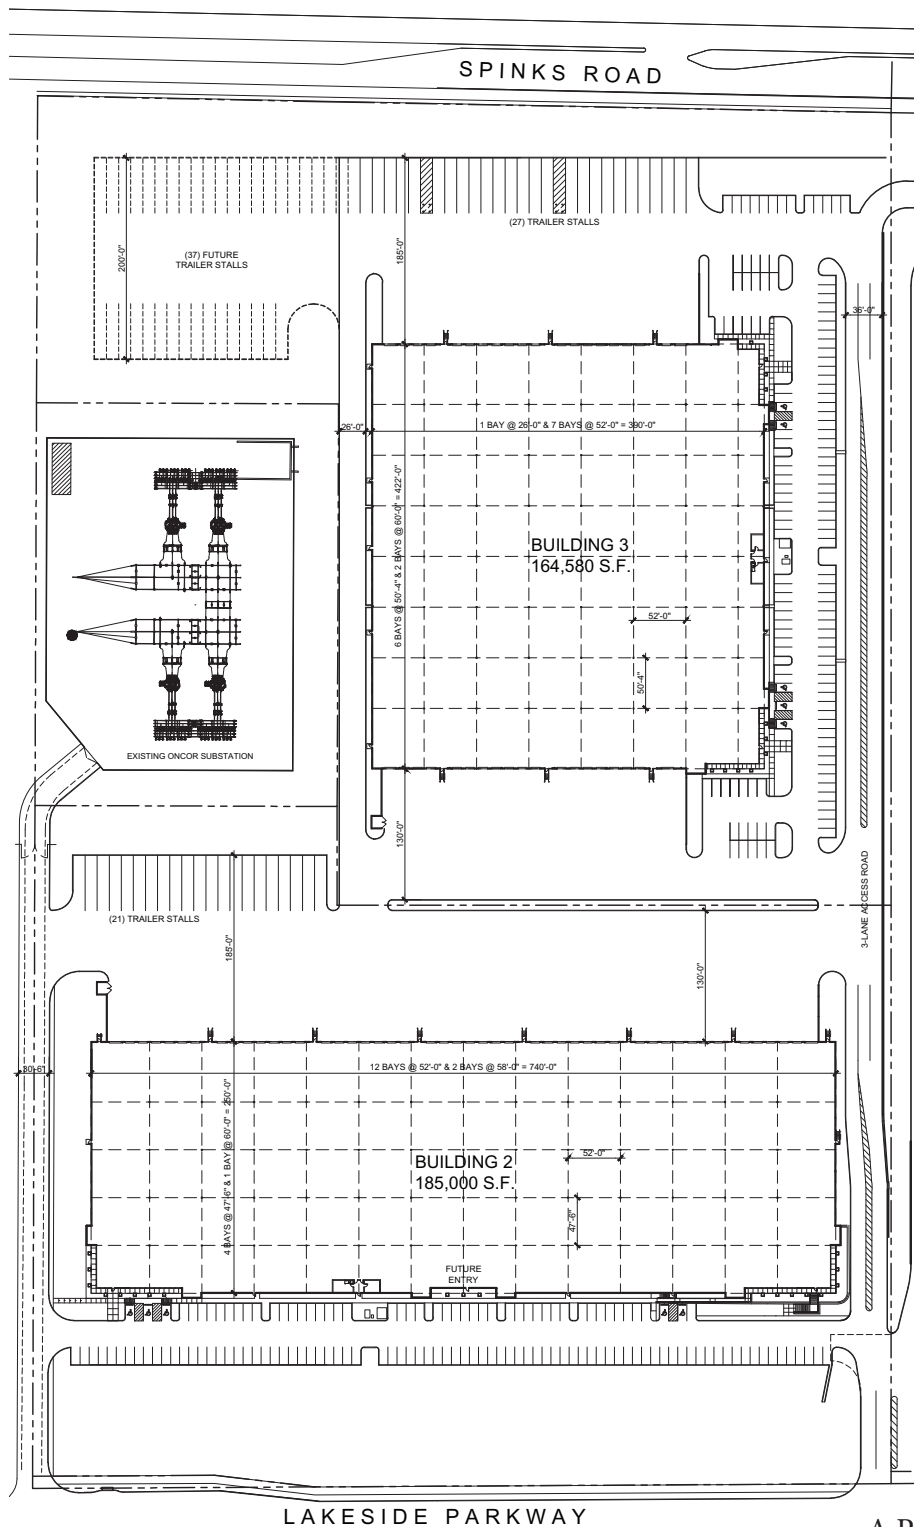 SPINKS ROAD
(27) TRAILER STALLS
(37) FUTURE
TRAILER STALLS
200'-0"
185'-0"
36'-0"
26'-0"
1 BAY @ 26'-0" & 7 BAYS @ 52'-0" = 390'-0"
6 BAYS @ 50'-4" & 2 BAYS @ 60'-0" = 422'-0"
BUILDING 3
164,580 S.F.
52'-0"
50'-4"
EXISTING ONCOR SUBSTATION
130'-0"
3-LANE ACCESS ROAD
(21) TRAILER STALLS
185'-0"
130'-0"
30'-6"
12 BAYS @ 52'-0" & 2 BAYS @ 58'-0" = 740'-0"
4 BAYS @ 47'-6" & 1 BAY @ 60'-0" = 250'-0"
BUILDING 2
185,000 S.F.
52'-0"
47'-6"
FUTURE
ENTRY
LAKESIDE PARKWAY